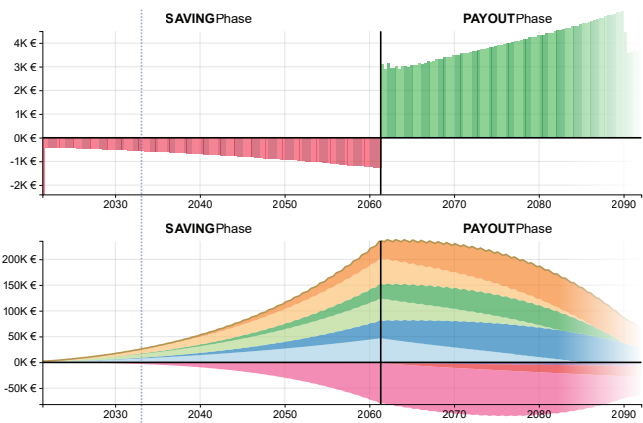 SAVINGPhase PAYOUTPhase
4K €
3K €
2K €
1K €
0K €
-1K €
-2K €
2030 2040 2050 2060 2070 2080 2090
SAVINGPhase PAYOUTPhase
200K €
150K €
100K €
50K €
0K €
-50K €
2030 2040 2050 2060 2070 2080 2090